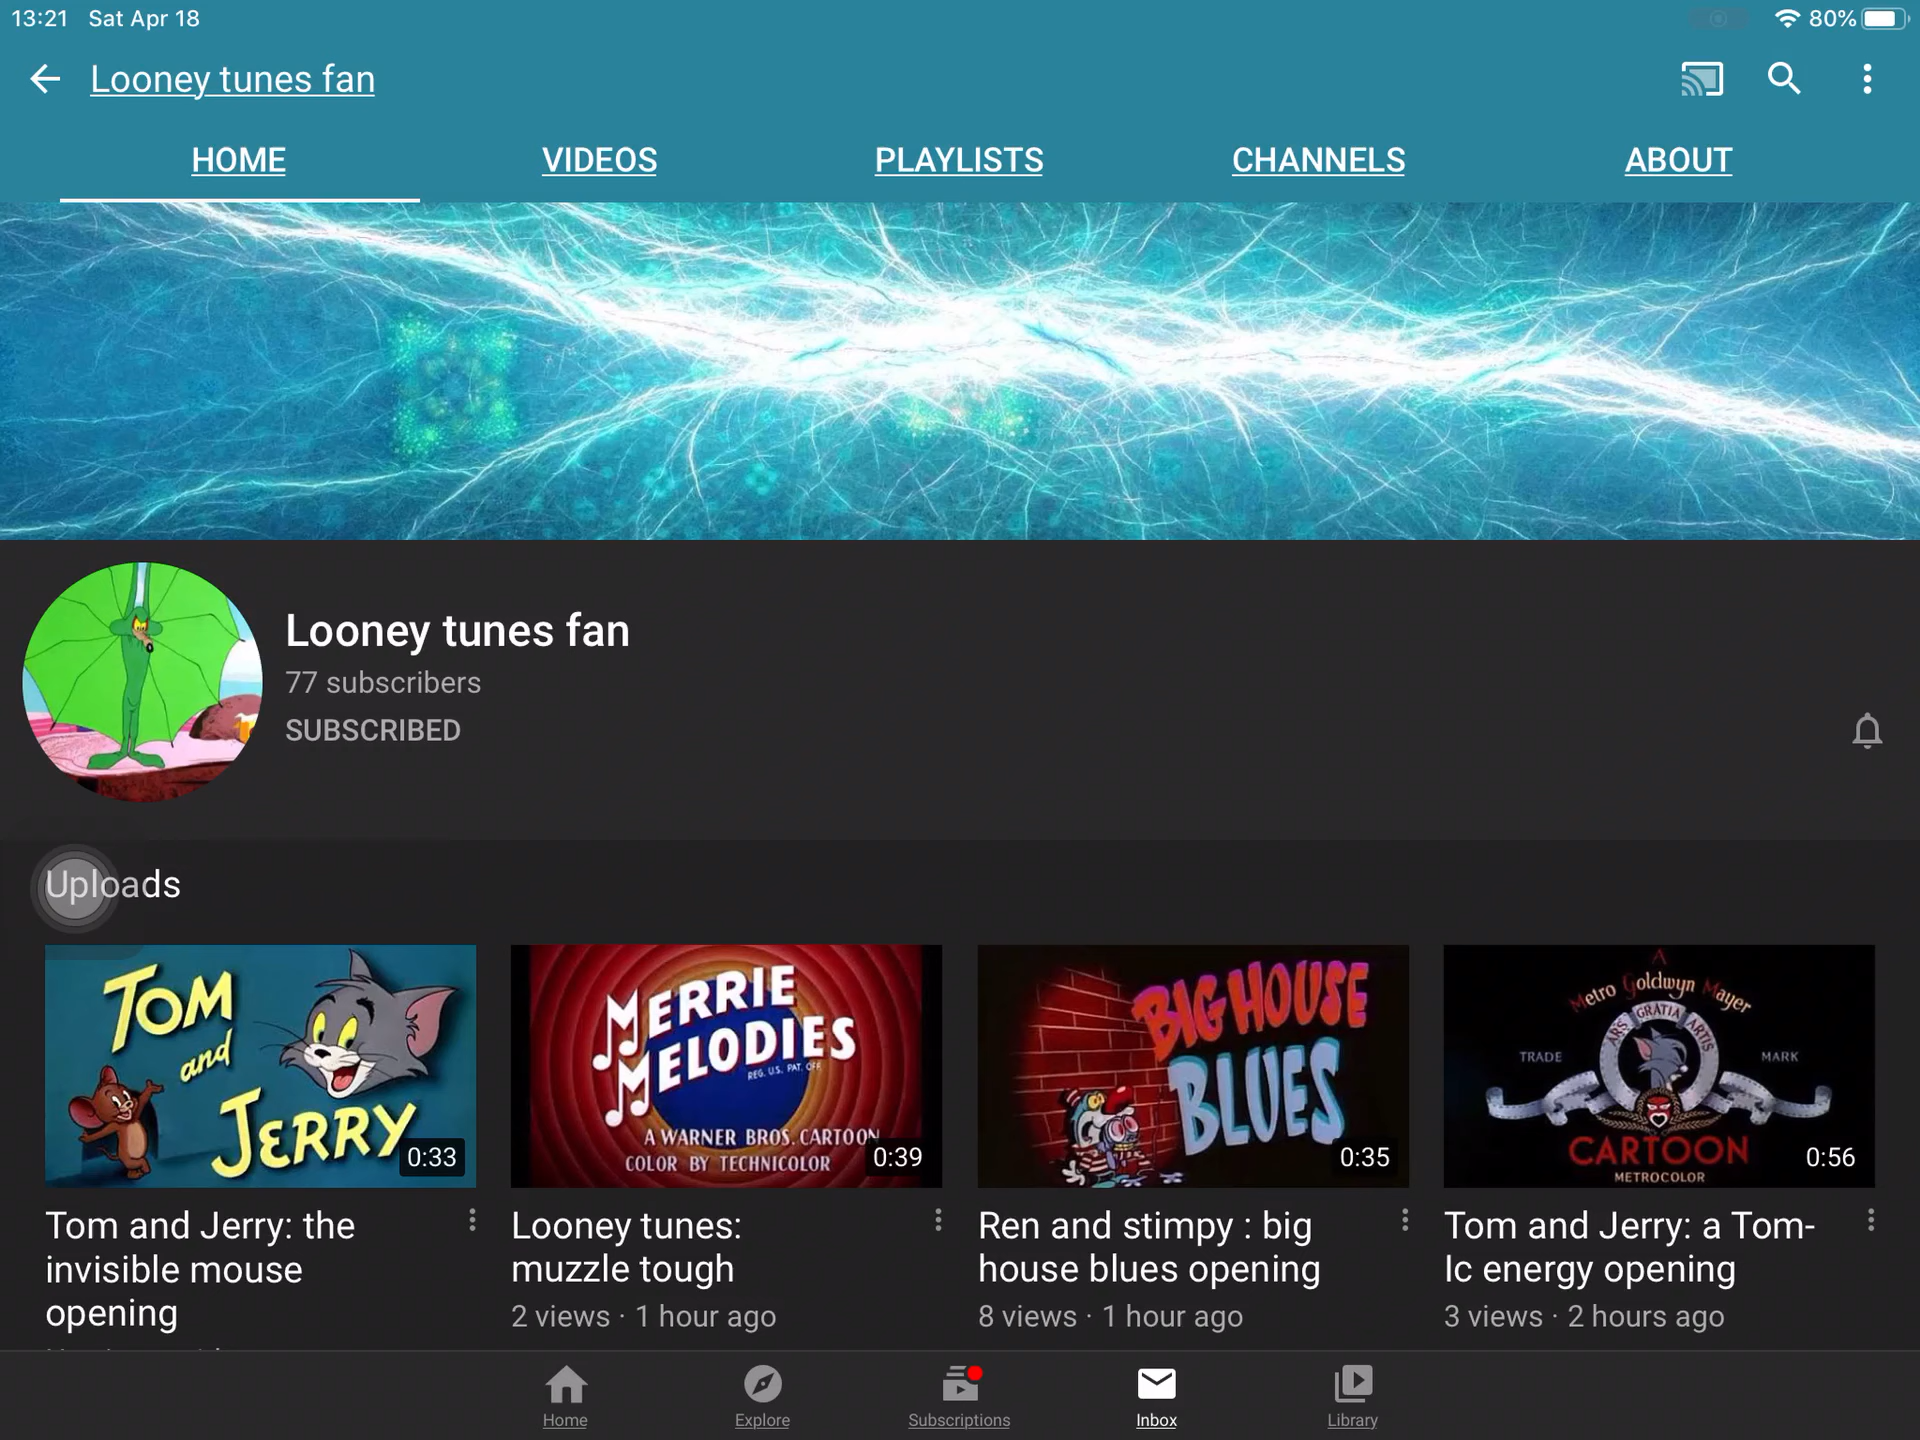 13:21 Sat Apr 18
80%
Looney tunes fan
HOME VIDEOS PLAYLISTS CHANNELS ABOUT
Looney tunes fan
77 subscribers
SUBSCRIBED
Uploads
TOM
and
JERRY
0:33
MERRIE
MELODIES
REG. U.S. PAT. OFF.
A WARNER BROS. CARTOON
COLOR BY TECHNICOLOR
0:39
BIG HOUSE
BLUES
0:35
A
Metro Goldwyn Mayer
ARS GRATIA ARTIS
TRADE MARK
CARTOON
METROCOLOR
0:56
Tom and Jerry: the
invisible mouse
opening
Looney tunes:
muzzle tough
2 views · 1 hour ago
Ren and stimpy : big
house blues opening
8 views · 1 hour ago
Tom and Jerry: a Tom-
Ic energy opening
3 views · 2 hours ago
Home Explore Subscriptions Inbox Library